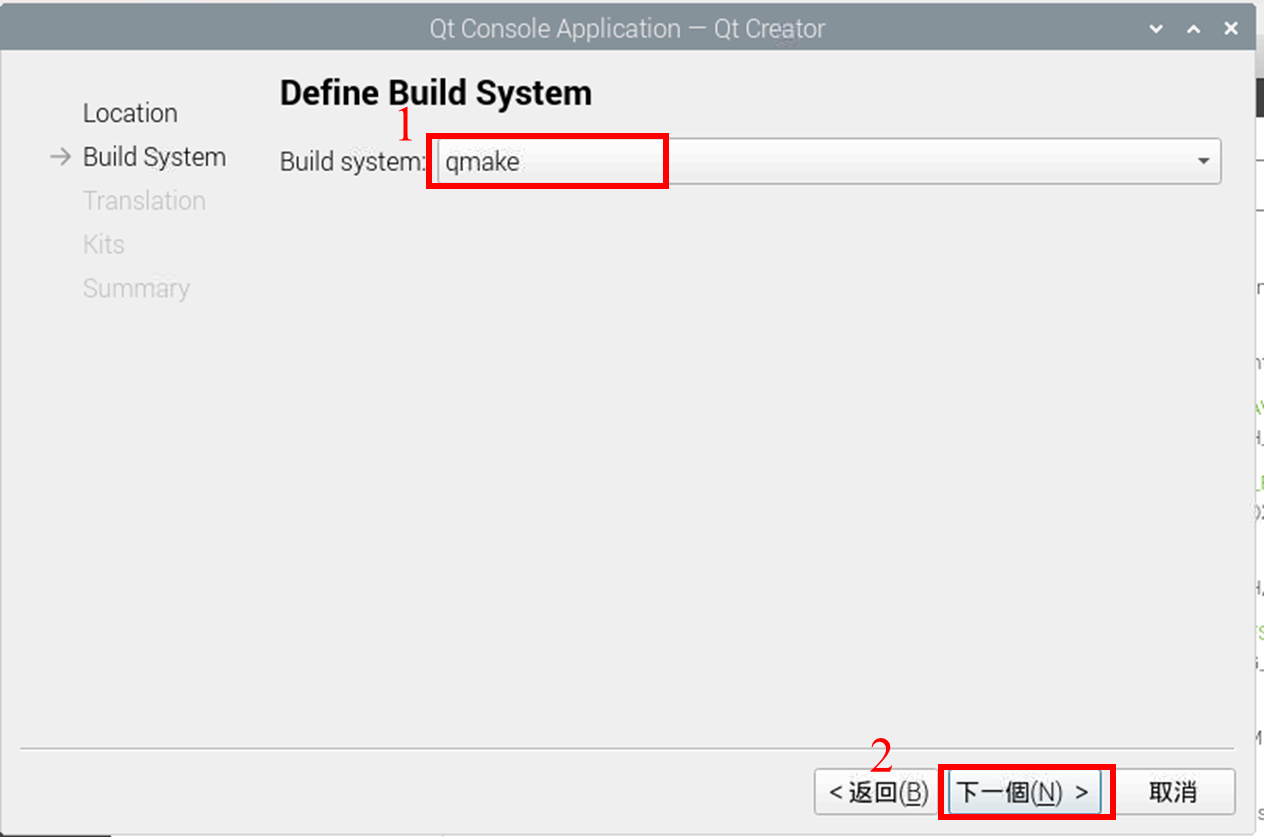 Qt Console Application — Qt Creator
Define Build System
Location
1
Build System
Build system: qmake
Translation
Kits
Summary
2
< 返回(B)
下一個(N) >
取消